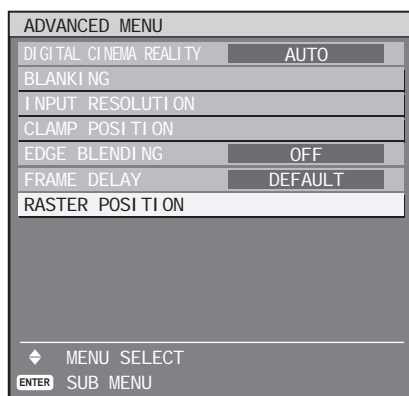 ADVANCED MENU
DIGITAL CINEMA REALITY AUTO
BLANKING
INPUT RESOLUTION
CLAMP POSITION
EDGE BLENDING OFF
FRAME DELAY DEFAULT
RASTER POSITION
MENU SELECT
ENTER SUB MENU